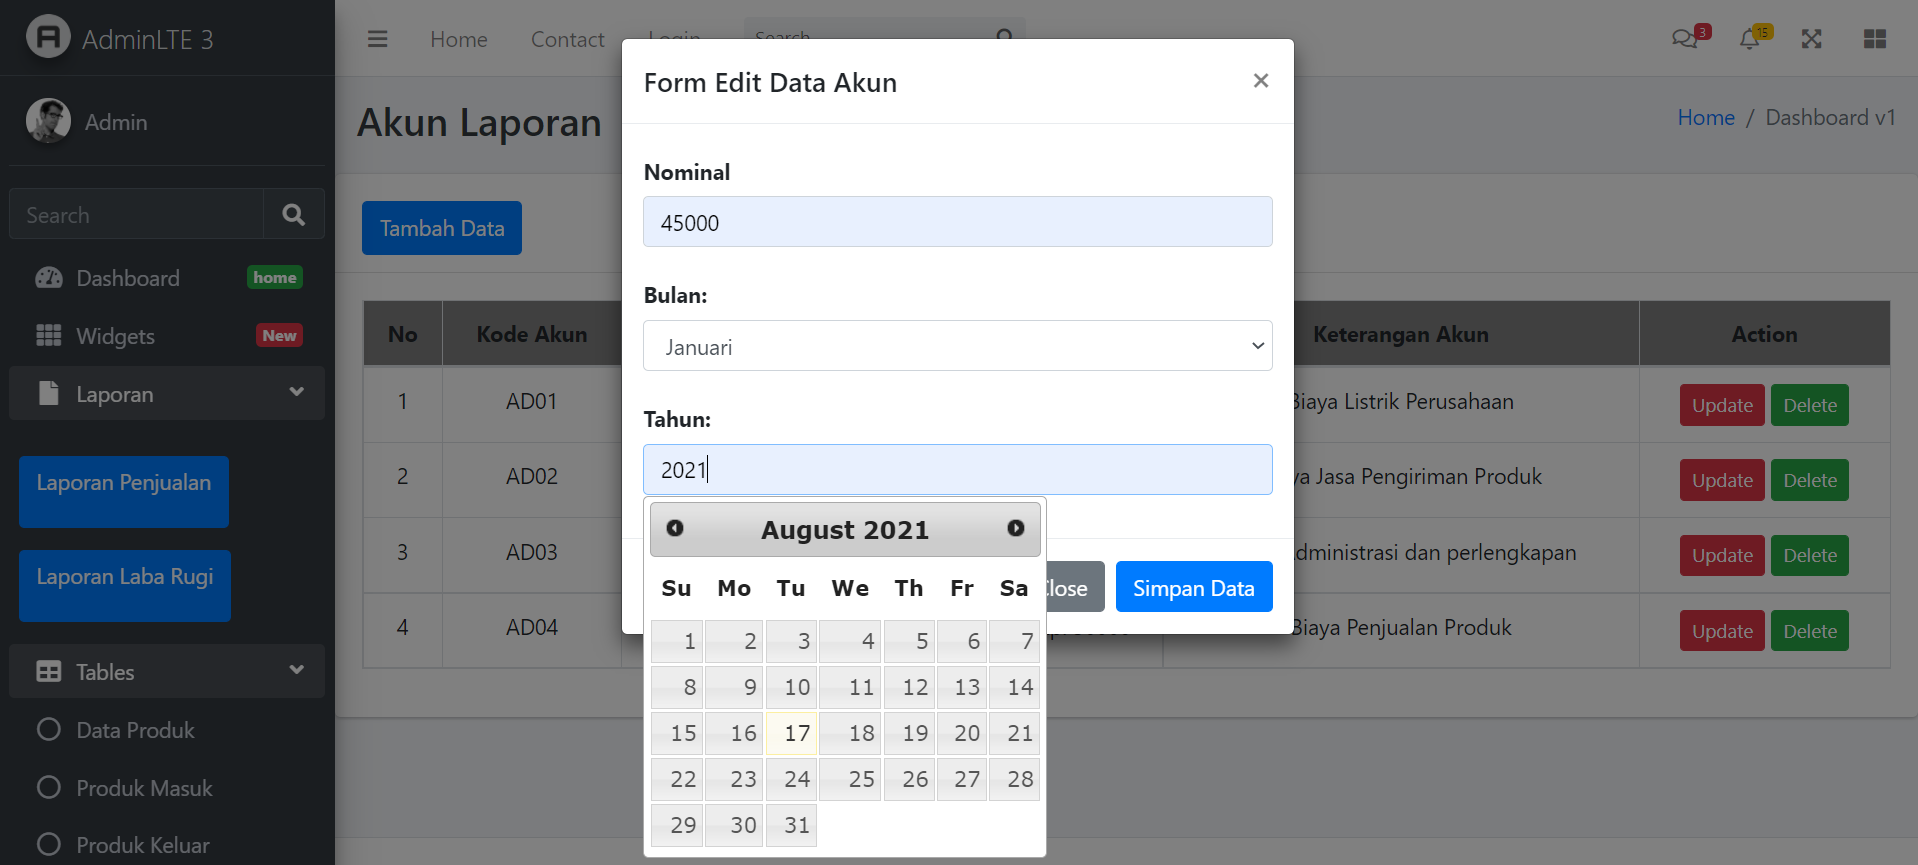 AdminLTE 3
Home Contact Login Search 3 15
Admin
Search
Dashboard home
Widgets New
Laporan
Laporan Penjualan
Laporan Laba Rugi
Tables
Data Produk
Produk Masuk
Produk Keluar
Akun Laporan
Home / Dashboard v1
Tambah Data
No Kode Akun Keterangan Akun Action
1 AD01 Biaya Listrik Perusahaan Update Delete
2 AD02 ya Jasa Pengiriman Produk Update Delete
3 AD03 dministrasi dan perlengkapan Update Delete
4 AD04 Biaya Penjualan Produk Update Delete
Form Edit Data Akun ×
Nominal
45000
Bulan:
Januari
Tahun:
2021
Close Simpan Data
August 2021
Su Mo Tu We Th Fr Sa
1 2 3 4 5 6 7
8 9 10 11 12 13 14
15 16 17 18 19 20 21
22 23 24 25 26 27 28
29 30 31